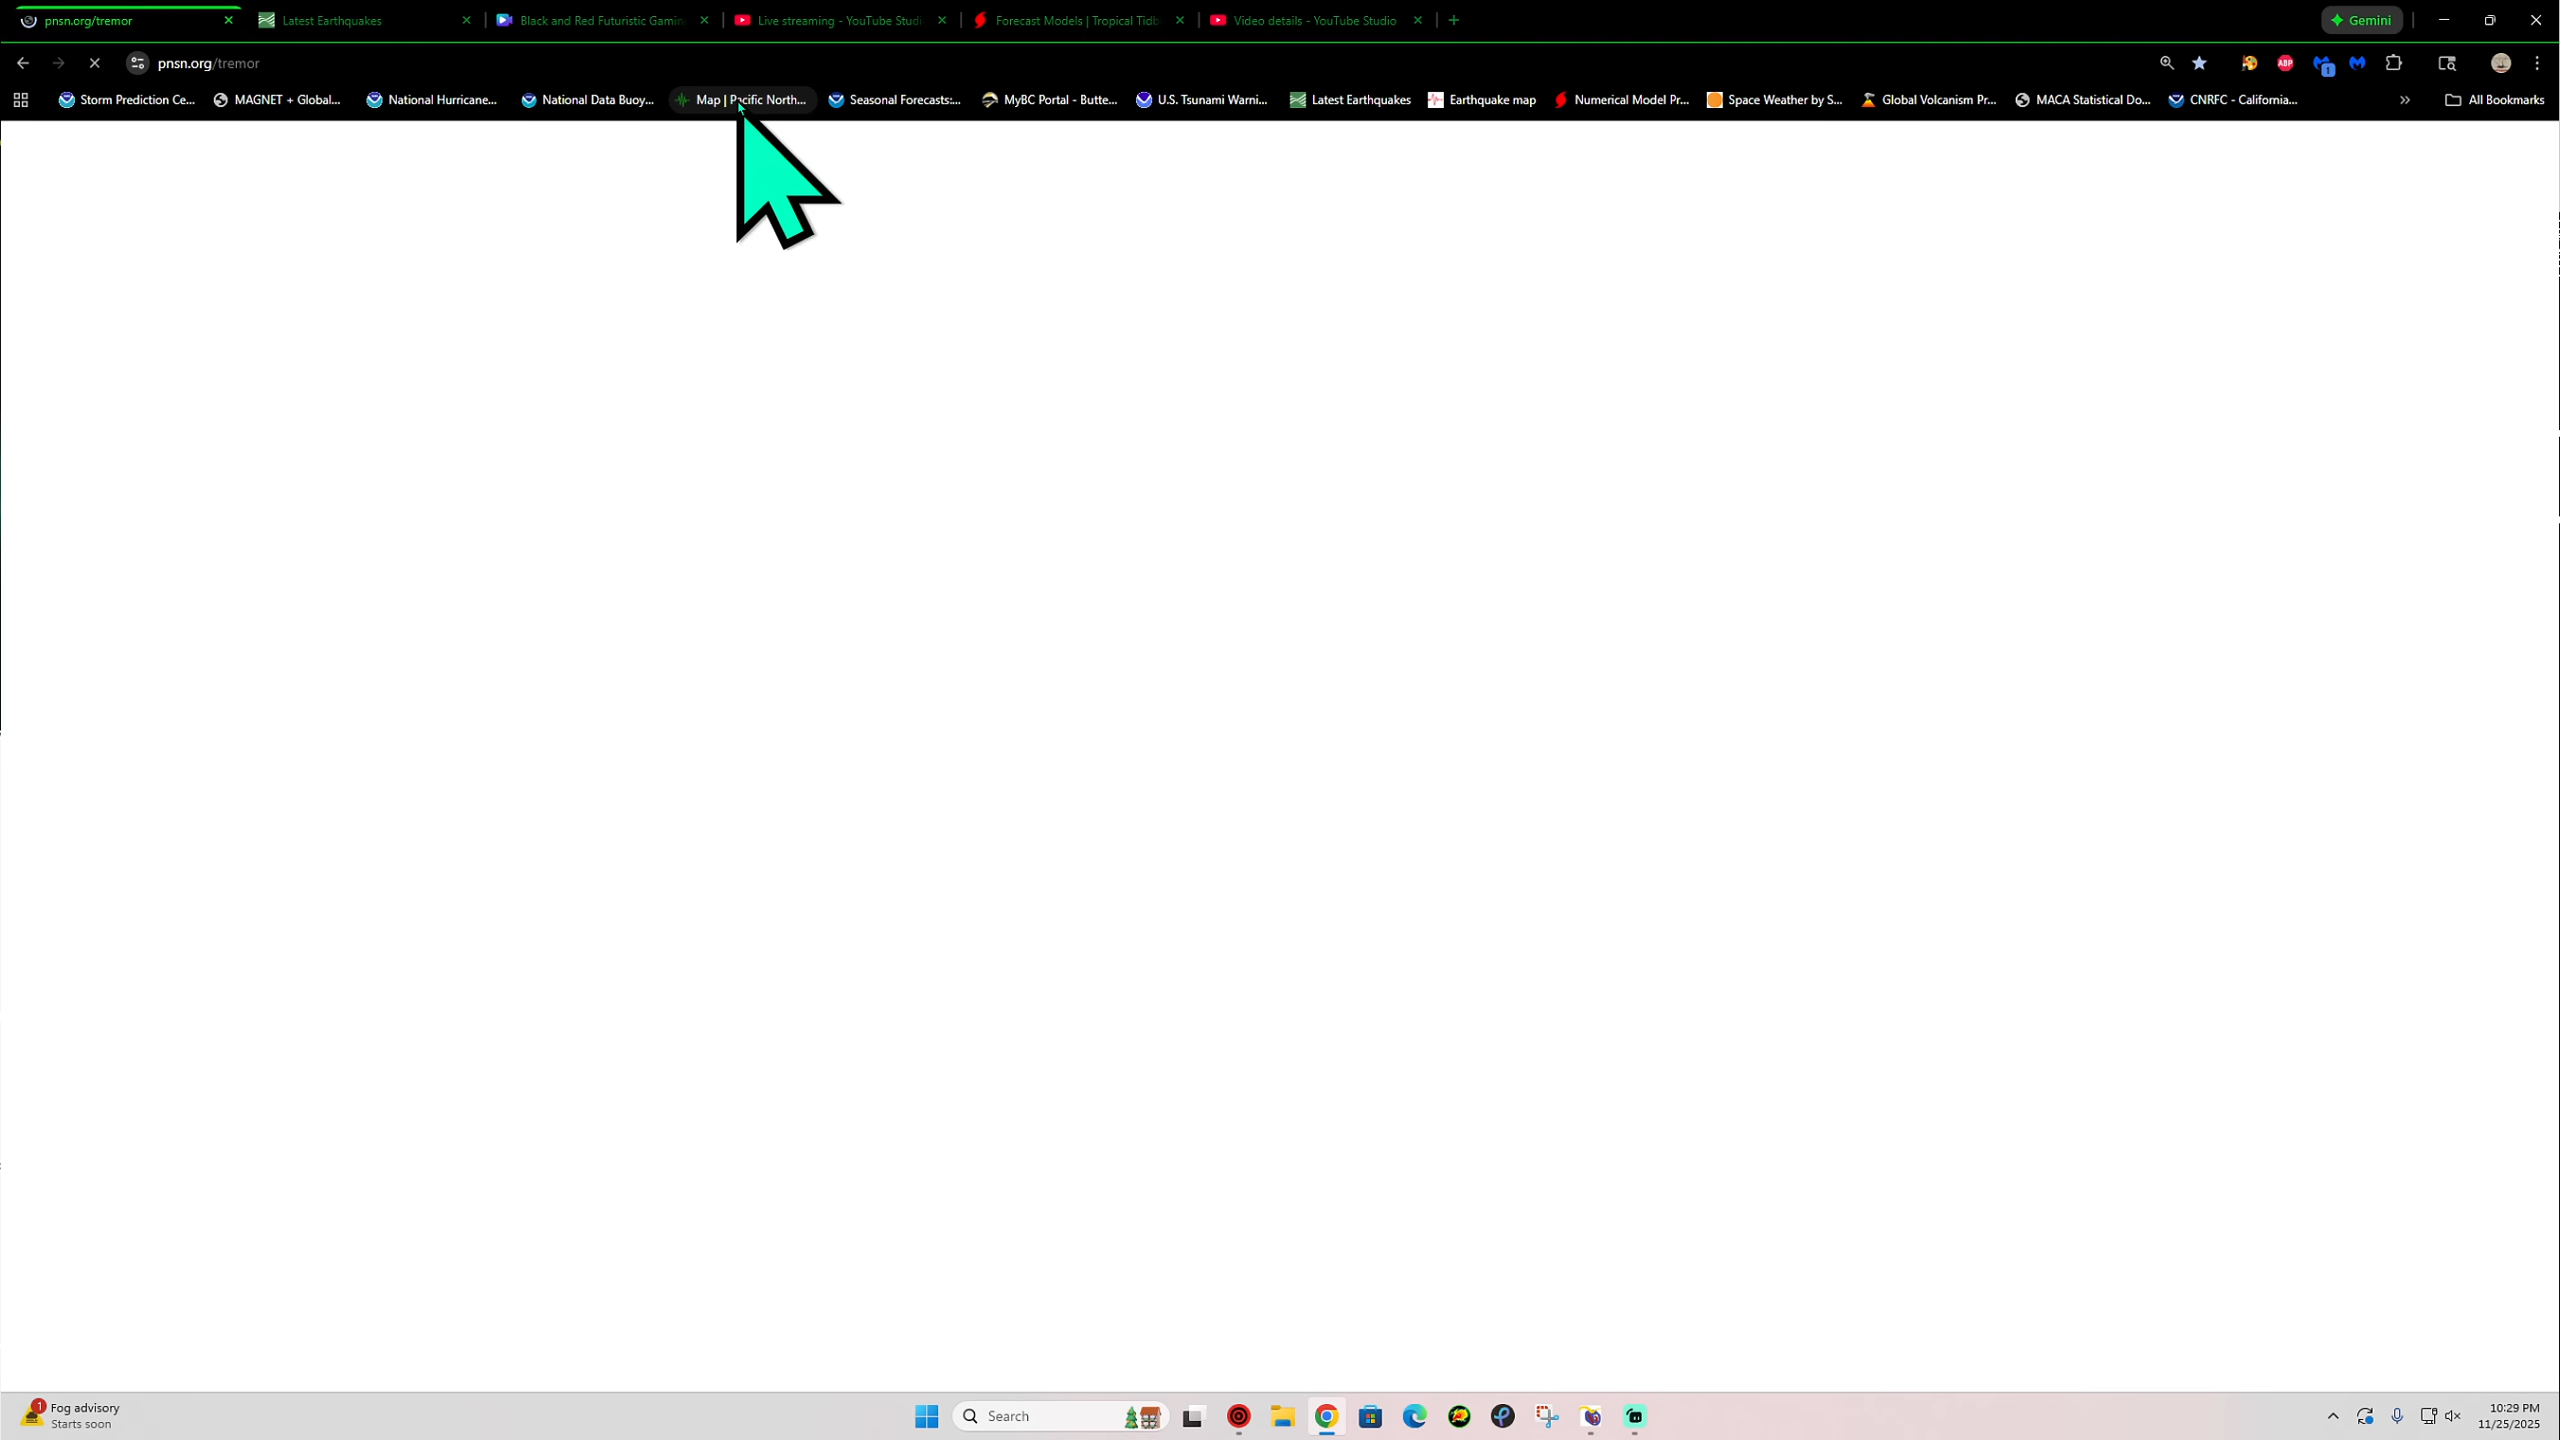 pnsn.org/tremor
Latest Earthquakes
Black and Red Futuristic Gamin
Live streaming - YouTube Studi
Forecast Models | Tropical Tidb
Video details - YouTube Studio
Gemini
pnsn.org/tremor
Storm Prediction Ce...
MAGNET + Global...
National Hurricane...
National Data Buoy...
Map | Pacific North...
Seasonal Forecasts:...
MyBC Portal - Butte...
U.S. Tsunami Warni...
Latest Earthquakes
Earthquake map
Numerical Model Pr...
Space Weather by S...
Global Volcanism Pr...
MACA Statistical Do...
CNRFC - California...
All Bookmarks
ABP
1
1
Fog advisory
Starts soon
Search
10:29 PM
11/25/2025